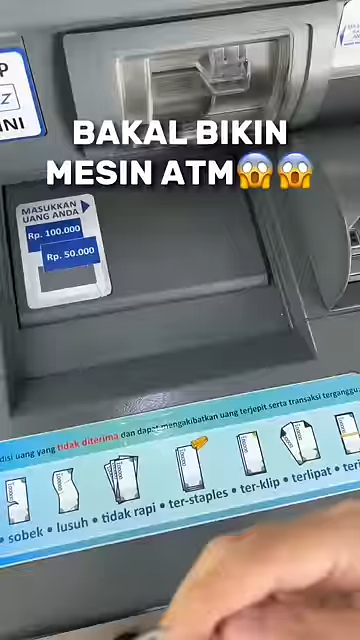 P
Z
INI
BAKAL BIKIN
MESIN ATM😱😱
MASUKKAN
UANG ANDA
Rp. 100.000
Rp. 50.000
disi uang yang tidak diterima dan dapat mengakibatkan uang terjepit serta transaksi terganggu:
• sobek • lusuh • tidak rapi • ter-staples • ter-klip • terlipat • ter